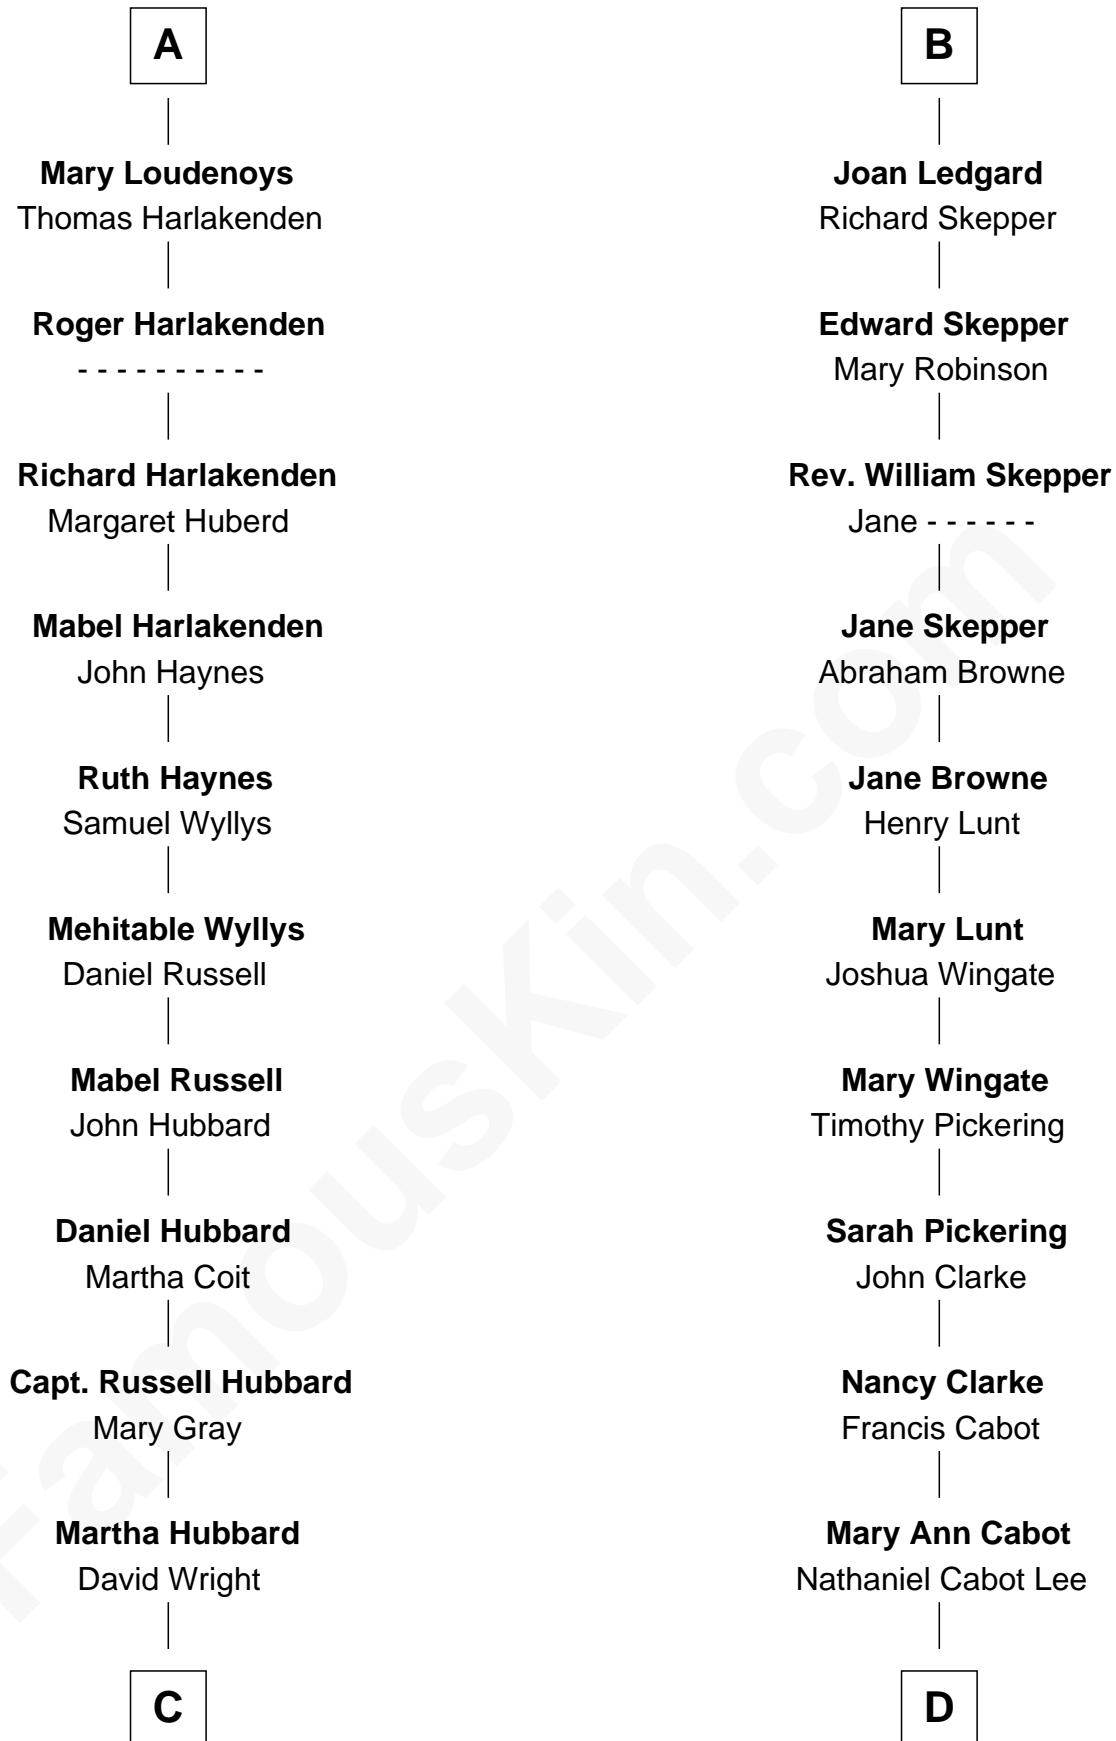 A
Mary Loudenoys
Thomas Harlakenden
Roger Harlakenden
- - - - - - - - - -
Richard Harlakenden
Margaret Huberd
Mabel Harlakenden
John Haynes
Ruth Haynes
Samuel Wyllys
Mehitable Wyllys
Daniel Russell
Mabel Russell
John Hubbard
Daniel Hubbard
Martha Coit
Capt. Russell Hubbard
Mary Gray
Martha Hubbard
David Wright
C
B
Joan Ledgard
Richard Skepper
Edward Skepper
Mary Robinson
Rev. William Skepper
Jane - - - - - -
Jane Skepper
Abraham Browne
Jane Browne
Henry Lunt
Mary Lunt
Joshua Wingate
Mary Wingate
Timothy Pickering
Sarah Pickering
John Clarke
Nancy Clarke
Francis Cabot
Mary Ann Cabot
Nathaniel Cabot Lee
D
FamousKin.com